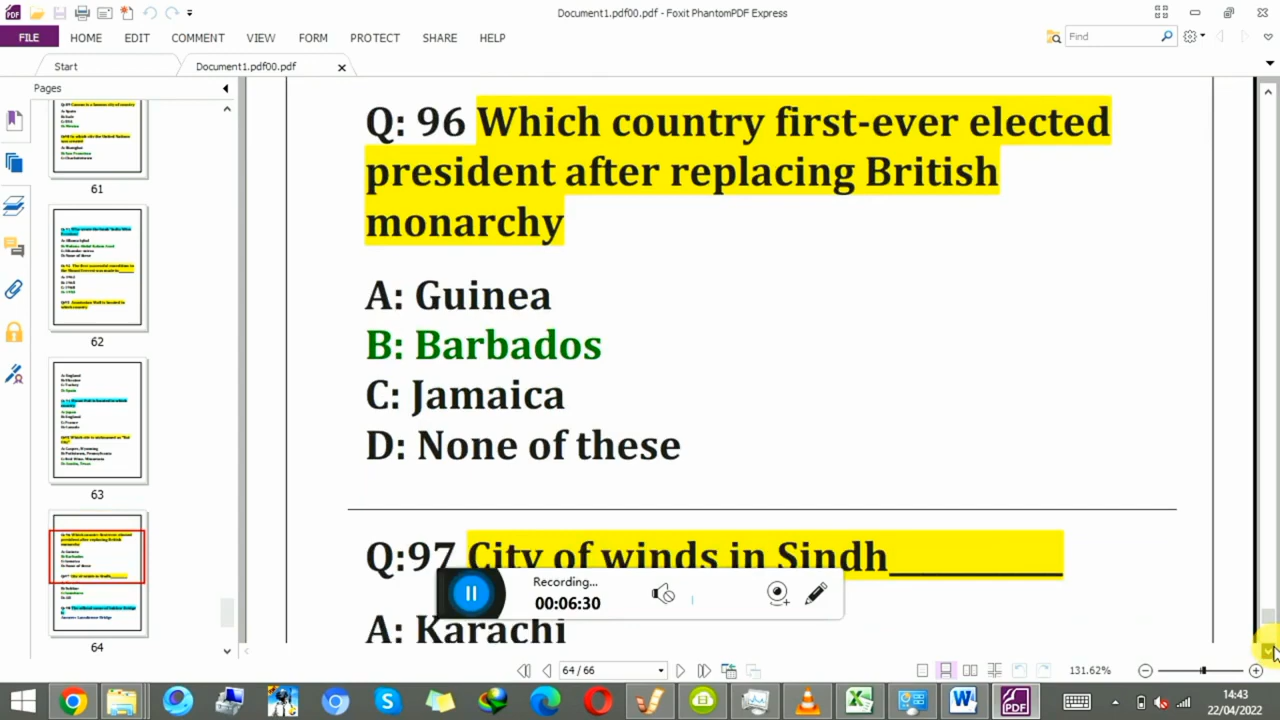 Document1.pdf00.pdf - Foxit PhantomPDF Express
FILE HOME EDIT COMMENT VIEW FORM PROTECT SHARE HELP
Find
Start Document1.pdf00.pdf
Pages
61
62
63
64
Q: 96 Which country first-ever elected
president after replacing British
monarchy
A: Guinea
B: Barbados
C: Jamaica
D: None of these
Q:97 City of winds in Sindh________
Recording...
00:06:30
A: Karachi
64 / 66
131.62%
14:43
22/04/2022